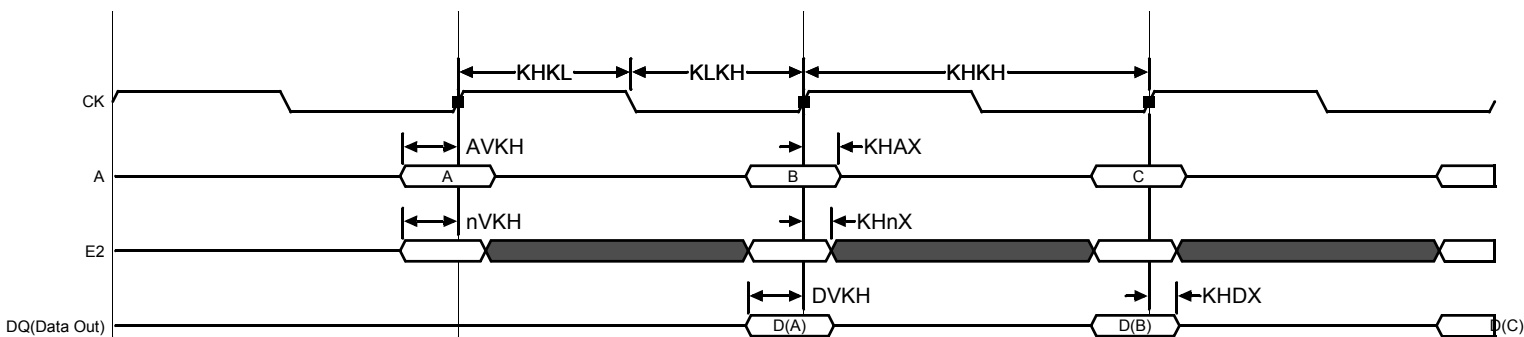 KHKL KLKH KHKH
CK
AVKH KHAX
A A B C
nVKH KHnX
E2
DVKH KHDX
DQ(Data Out) D(A) D(B) D(C)